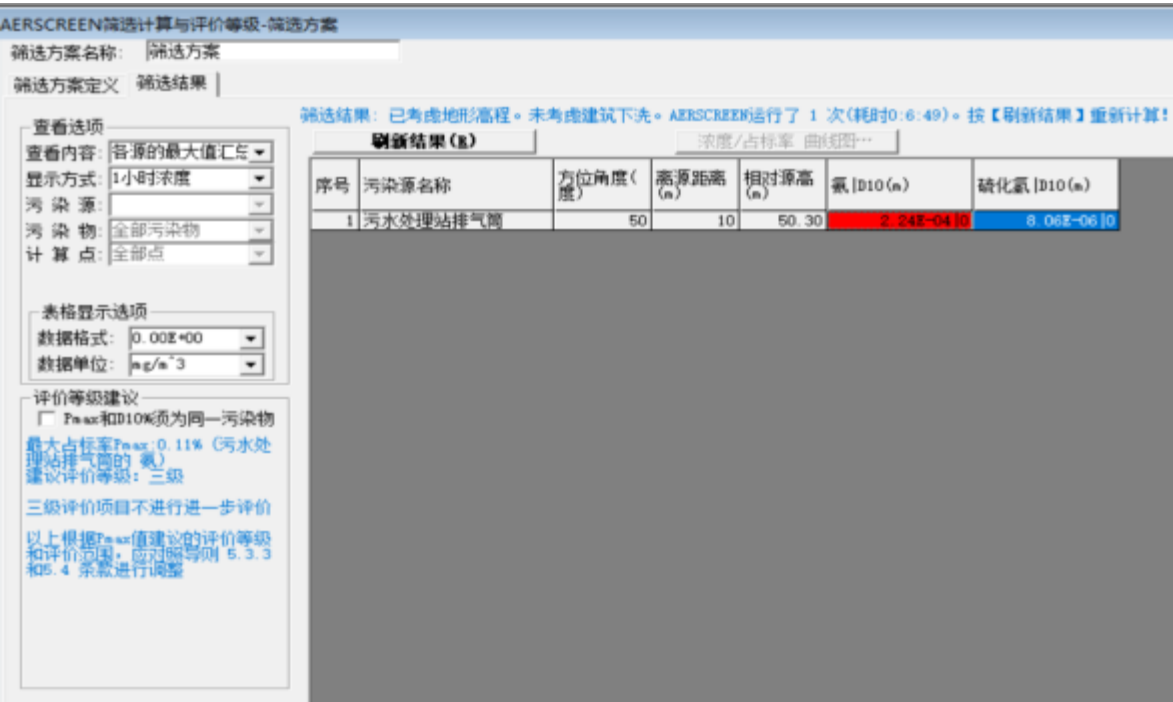 AERSCREEN筛选计算与评价等级-筛选方案
筛选方案名称: 筛选方案
筛选方案定义 筛选结果
筛选结果: 已考虑地形高程。未考虑建筑下洗。AERSCREEN运行了 1 次(耗时0:6:49)。按【刷新结果】重新计算!
查看选项
查看内容: 各源的最大值汇总
显示方式: 1小时浓度
污 染 源:
污 染 物: 全部污染物
计 算 点: 全部点
表格显示选项
数据格式: 0.00E+00
数据单位: mg/m^3
评价等级建议
Pmax和D10%须为同一污染物
最大占标率Pmax:0.11% (污水处
理站排气筒的 氨)
建议评价等级: 三级
三级评价项目不进行进一步评价
以上根据Pmax值建议的评价等级
和评价范围, 应对照导则 5.3.3
和5.4 条款进行调整
刷新结果(R) 浓度/占标率 曲线图…
序号 污染源名称 方位角度(度) 离源距离(m) 相对源高(m) 氨|D10(m) 硫化氢|D10(m)
1 污水处理站排气筒 50 10 50.30 2.24E-04|0 8.06E-06|0